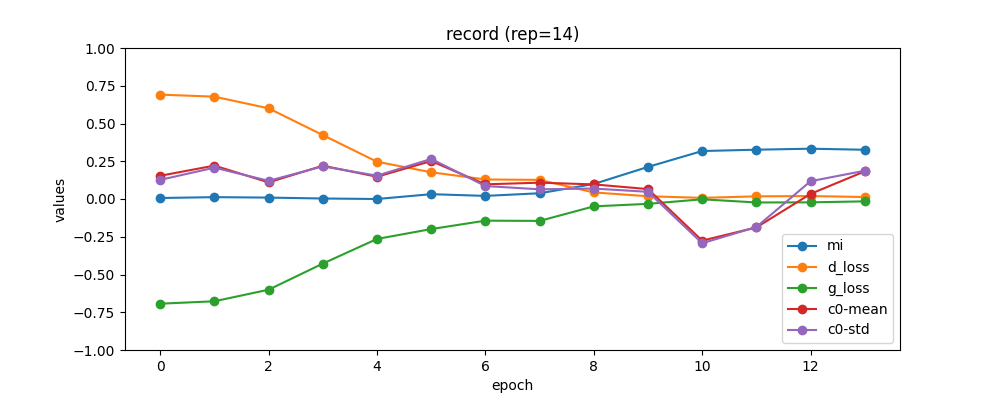 record (rep=14)
1.00
0.75
0.50
0.25
0.00
−0.25
−0.50
−0.75
−1.00
values
0 2 4 6 8 10 12
epoch
mi
d_loss
g_loss
c0-mean
c0-std